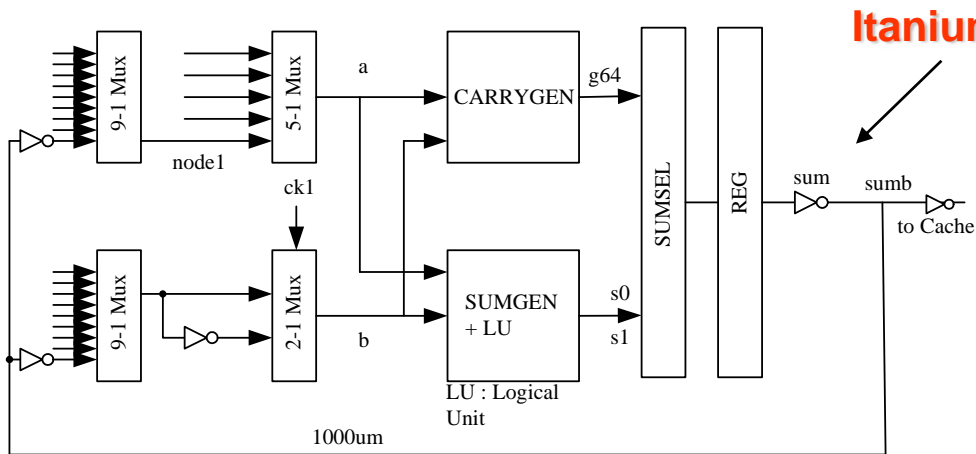 Itaniu
9-1 Mux
5-1 Mux
a
CARRYGEN
g64
node1
ck1
SUMSEL
REG
sum
sumb
to Cache
9-1 Mux
2-1 Mux
b
SUMGEN
+ LU
s0
s1
LU : Logical
Unit
1000um